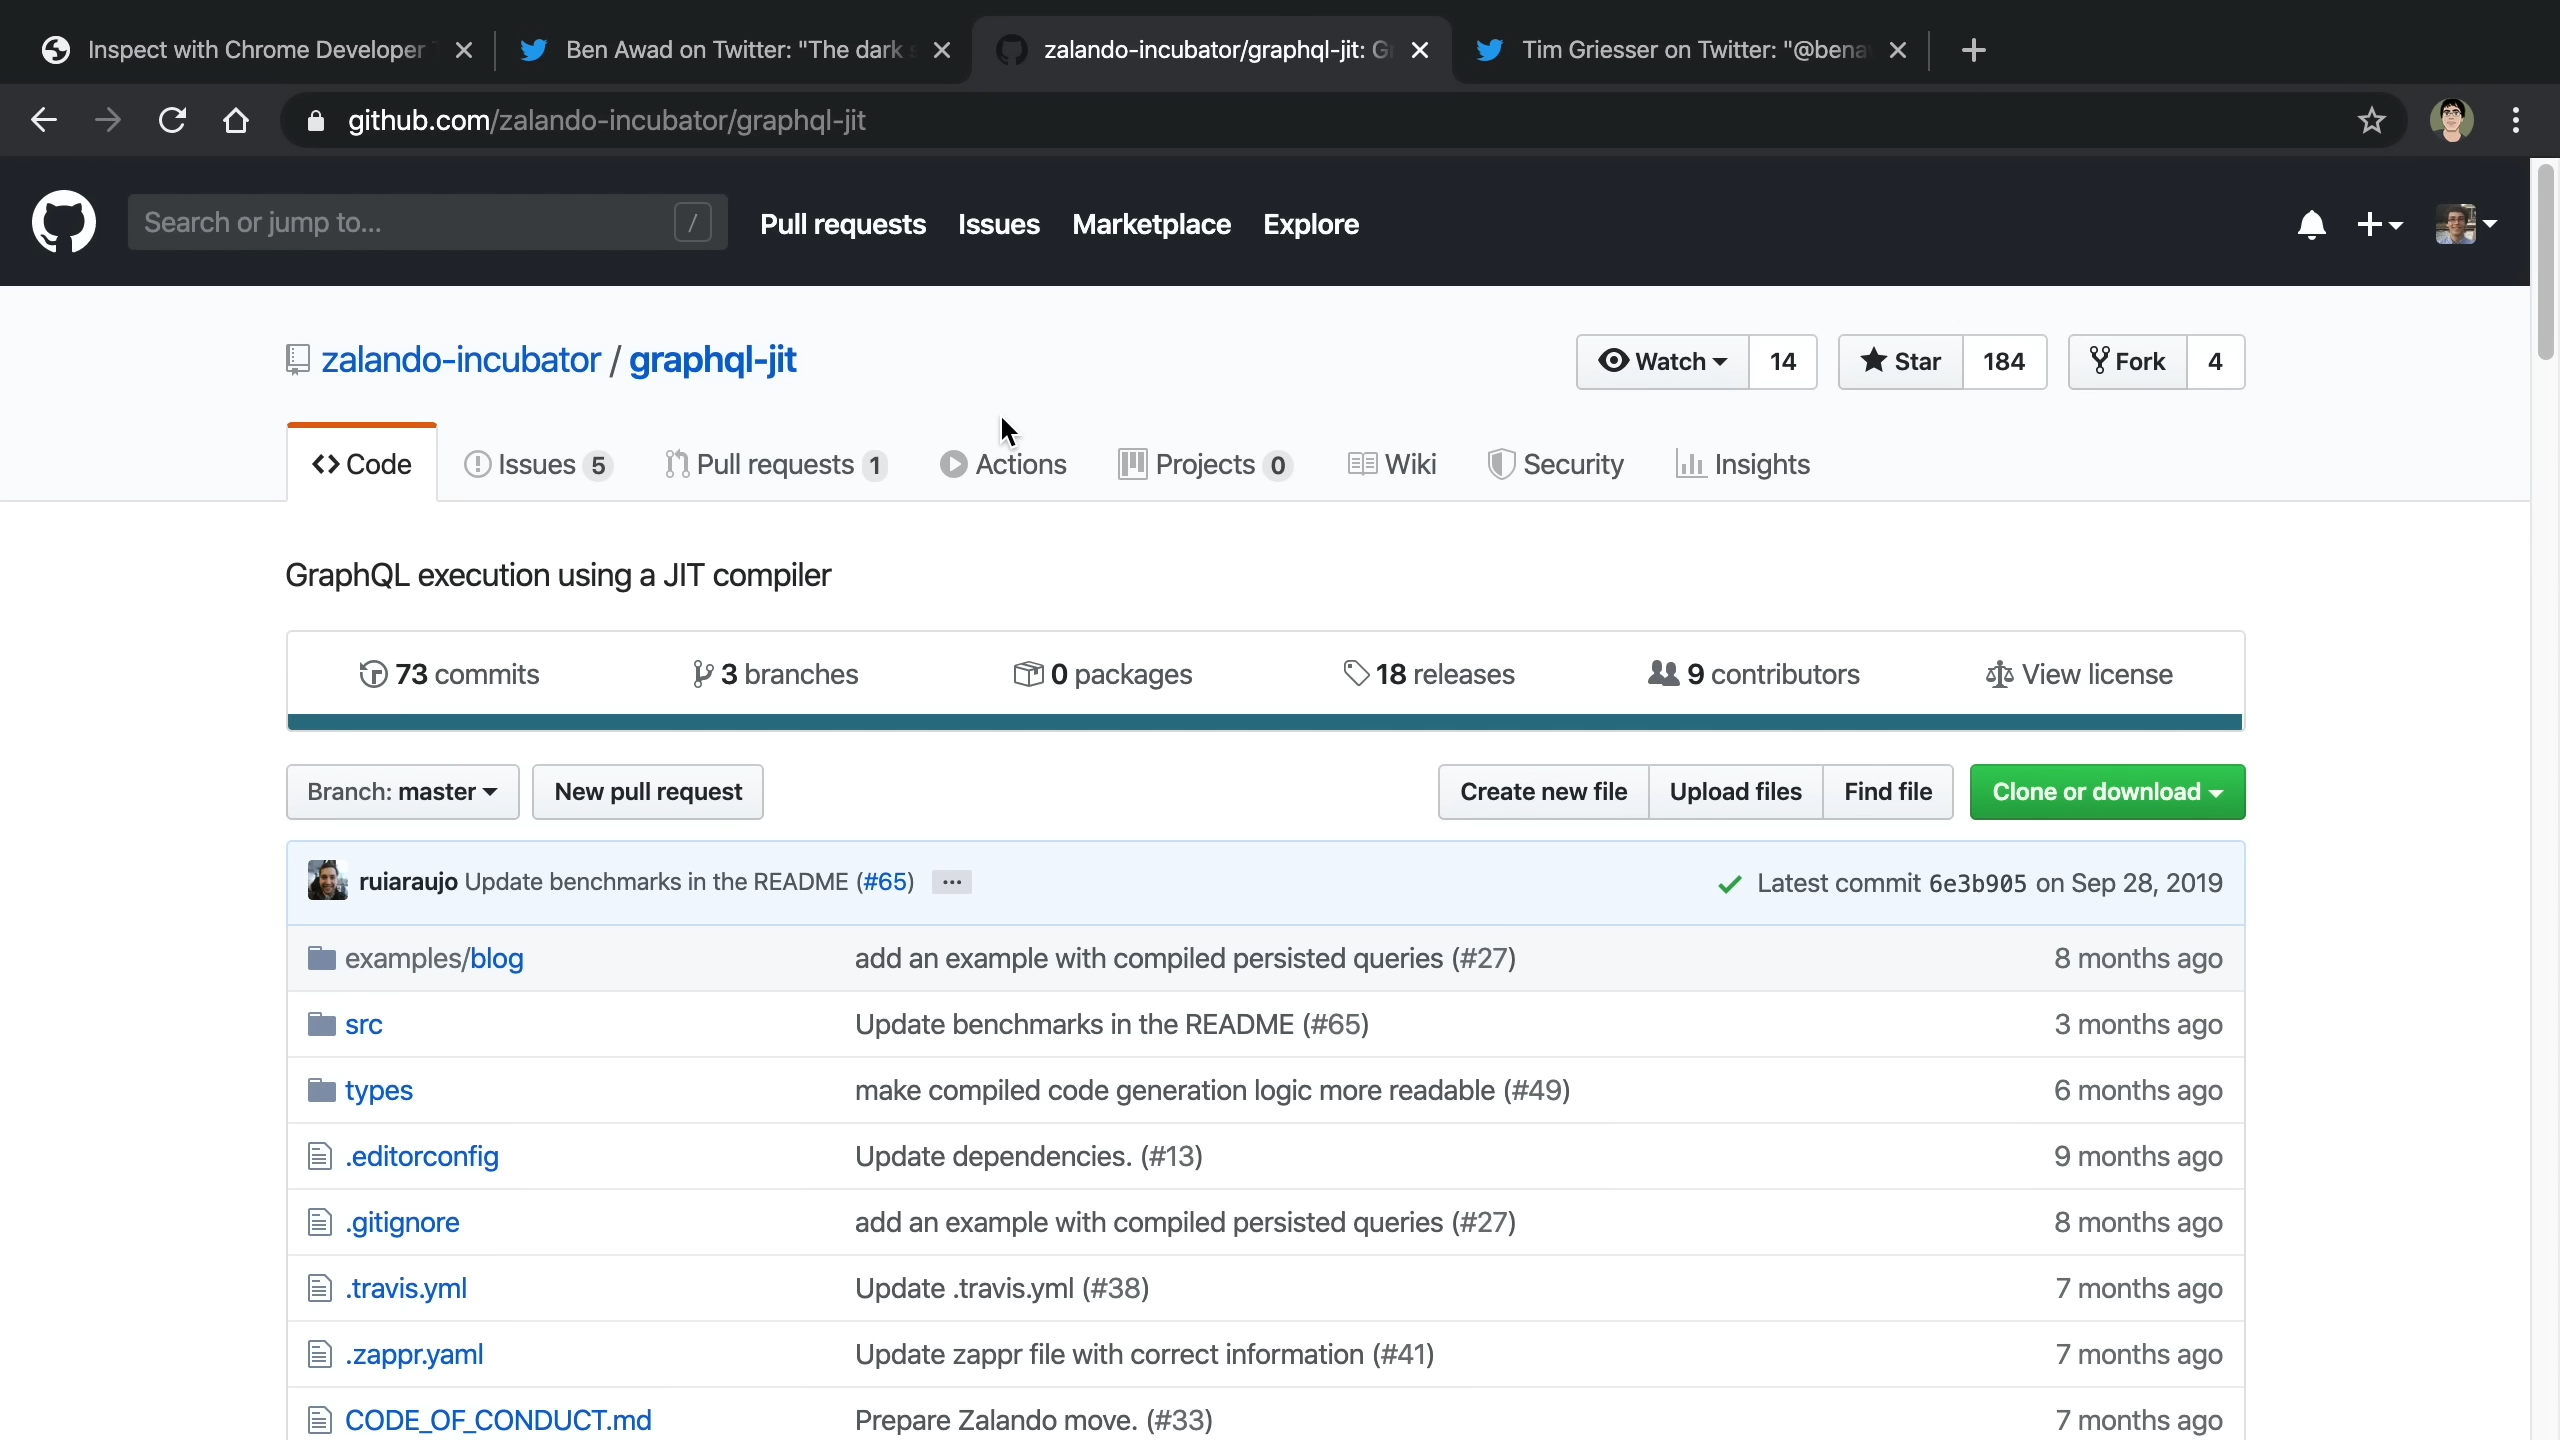 Inspect with Chrome Developer
Ben Awad on Twitter: "The dark
zalando-incubator/graphql-jit: G
Tim Griesser on Twitter: "@bena
github.com/zalando-incubator/graphql-jit
Search or jump to... /
Pull requests Issues Marketplace Explore
zalando-incubator / graphql-jit
Watch 14 Star 184 Fork 4
Code Issues 5 Pull requests 1 Actions Projects 0 Wiki Security Insights
GraphQL execution using a JIT compiler
73 commits 3 branches 0 packages 18 releases 9 contributors View license
Branch: master New pull request Create new file Upload files Find file Clone or download
ruiaraujo Update benchmarks in the README (#65) ... Latest commit 6e3b905 on Sep 28, 2019
examples/blog add an example with compiled persisted queries (#27) 8 months ago
src Update benchmarks in the README (#65) 3 months ago
types make compiled code generation logic more readable (#49) 6 months ago
.editorconfig Update dependencies. (#13) 9 months ago
.gitignore add an example with compiled persisted queries (#27) 8 months ago
.travis.yml Update .travis.yml (#38) 7 months ago
.zappr.yaml Update zappr file with correct information (#41) 7 months ago
CODE_OF_CONDUCT.md Prepare Zalando move. (#33) 7 months ago